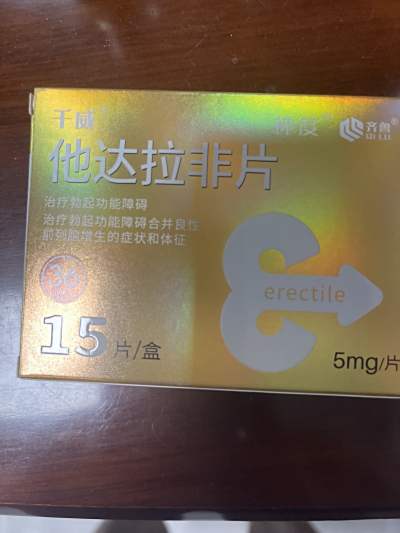 千威
齐鲁®
QILU
他达拉非片
治疗勃起功能障碍
治疗勃起功能障碍合并良性
前列腺增生的症状和体征
erectile
15片/盒
5mg/片